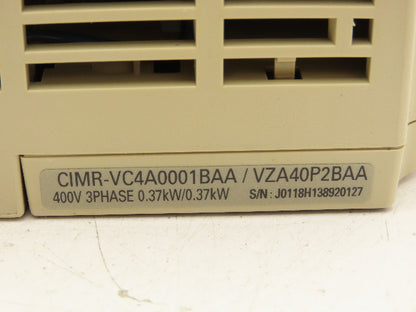 CIMR-VC4A0001BAA / VZA40P2BAA
400V 3PHASE 0.37kW/0.37kW S/N : J0118H138920127